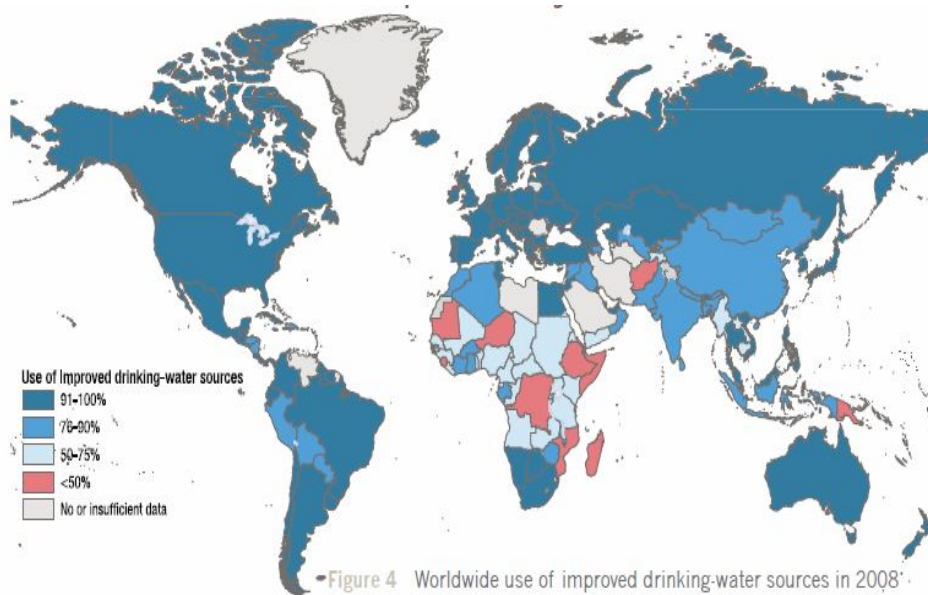 Use of Improved drinking-water sources
91–100%
76–90%
50–75%
<50%
No or insufficient data
Figure 4 Worldwide use of improved drinking-water sources in 2008